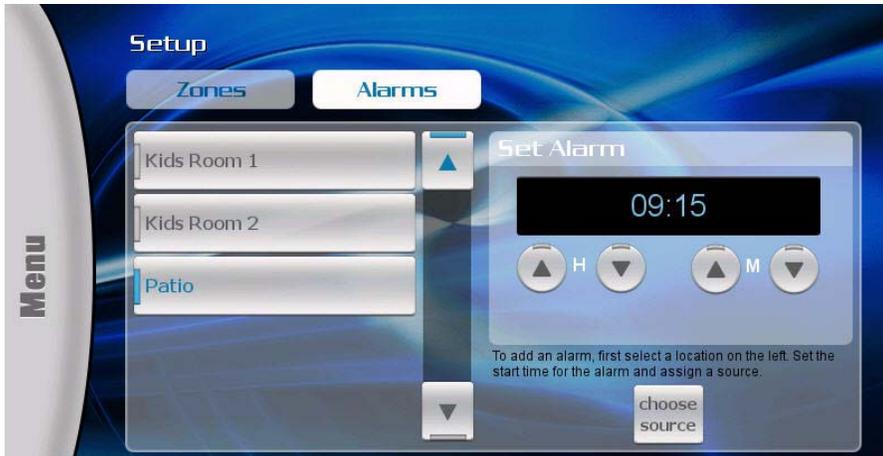 Setup
Zones
Alarms
Kids Room 1
Kids Room 2
Patio
Menu
Set Alarm
09:15
H
M
To add an alarm, first select a location on the left. Set the
start time for the alarm and assign a source.
choose
source